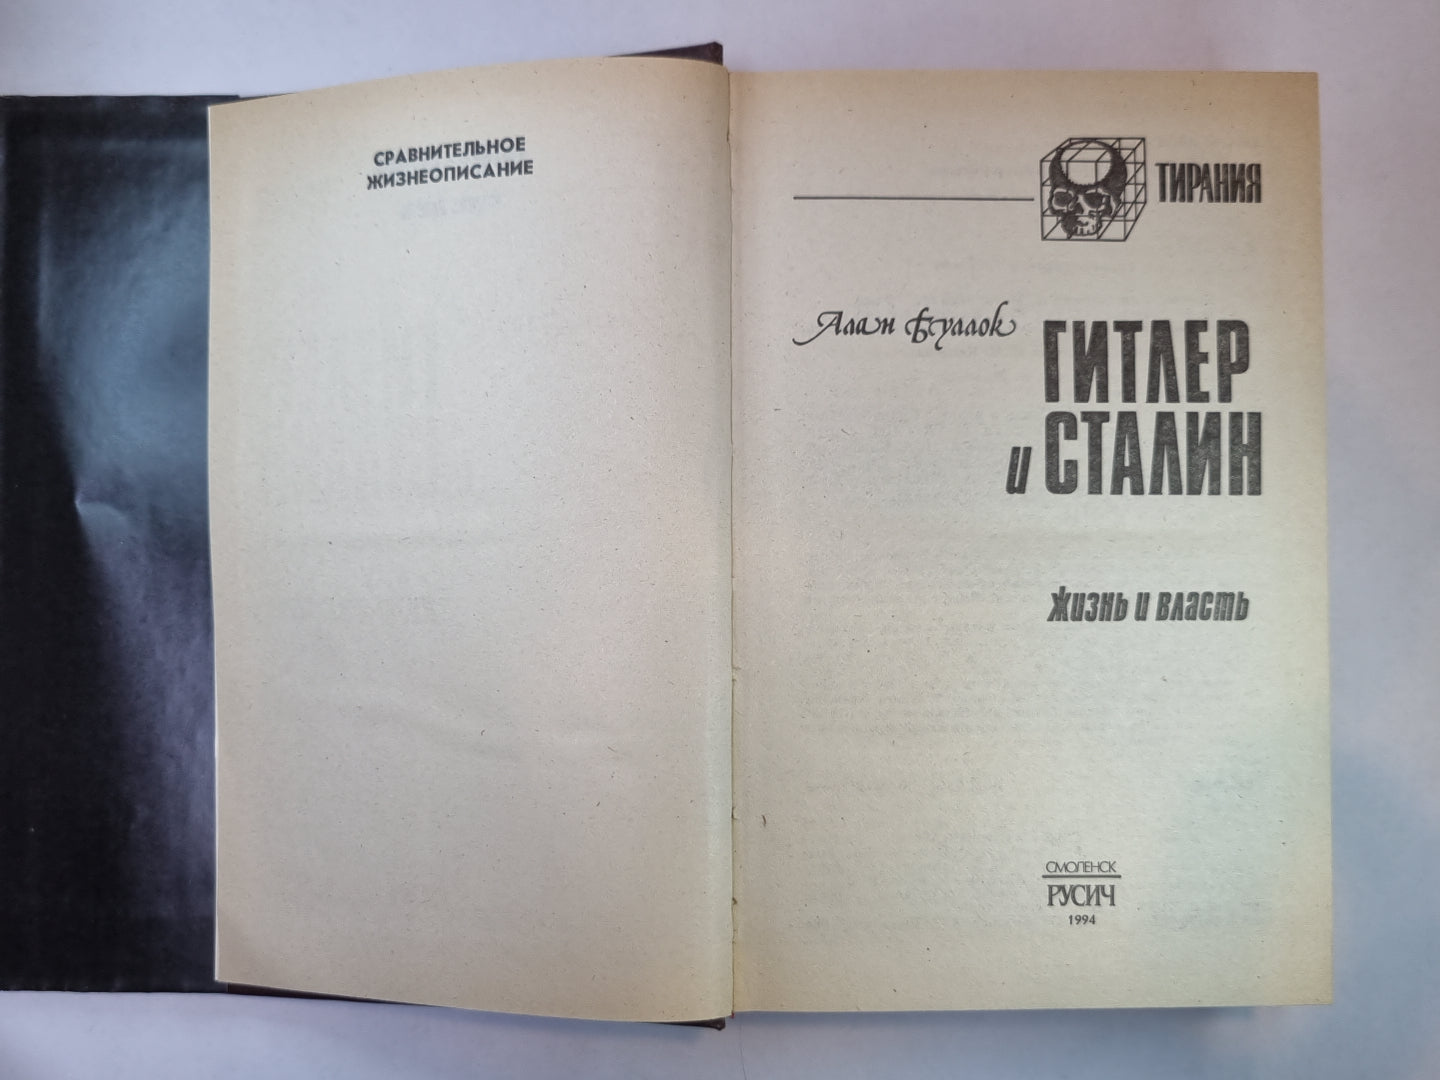 СРАВНИТЕЛЬНОЕ
ЖИЗНЕОПИСАНИЕ
ТИРАНИЯ
Алан Буллок
ГИТЛЕР
и СТАЛИН
Жизнь и власть
СМОЛЕНСК
РУСИЧ
1994